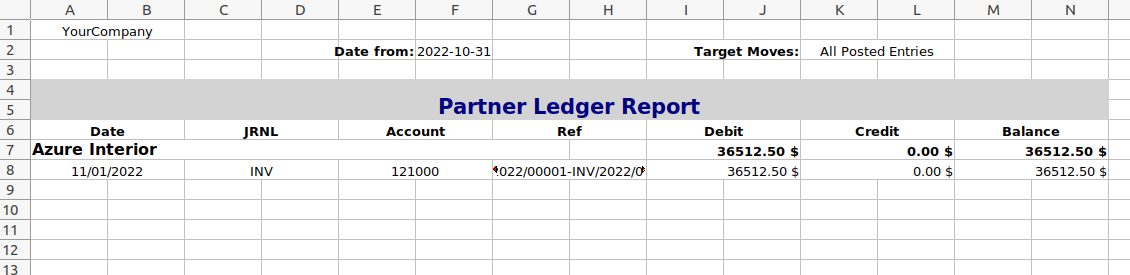 A B C D E F G H I J K L M N
1 YourCompany
2 Date from: 2022-10-31 Target Moves: All Posted Entries
3
4
5 Partner Ledger Report
6 Date JRNL Account Ref Debit Credit Balance
7 Azure Interior 36512.50 $ 0.00 $ 36512.50 $
8 11/01/2022 INV 121000 022/00001-INV/2022/0 36512.50 $ 0.00 $ 36512.50 $
9
10
11
12
13